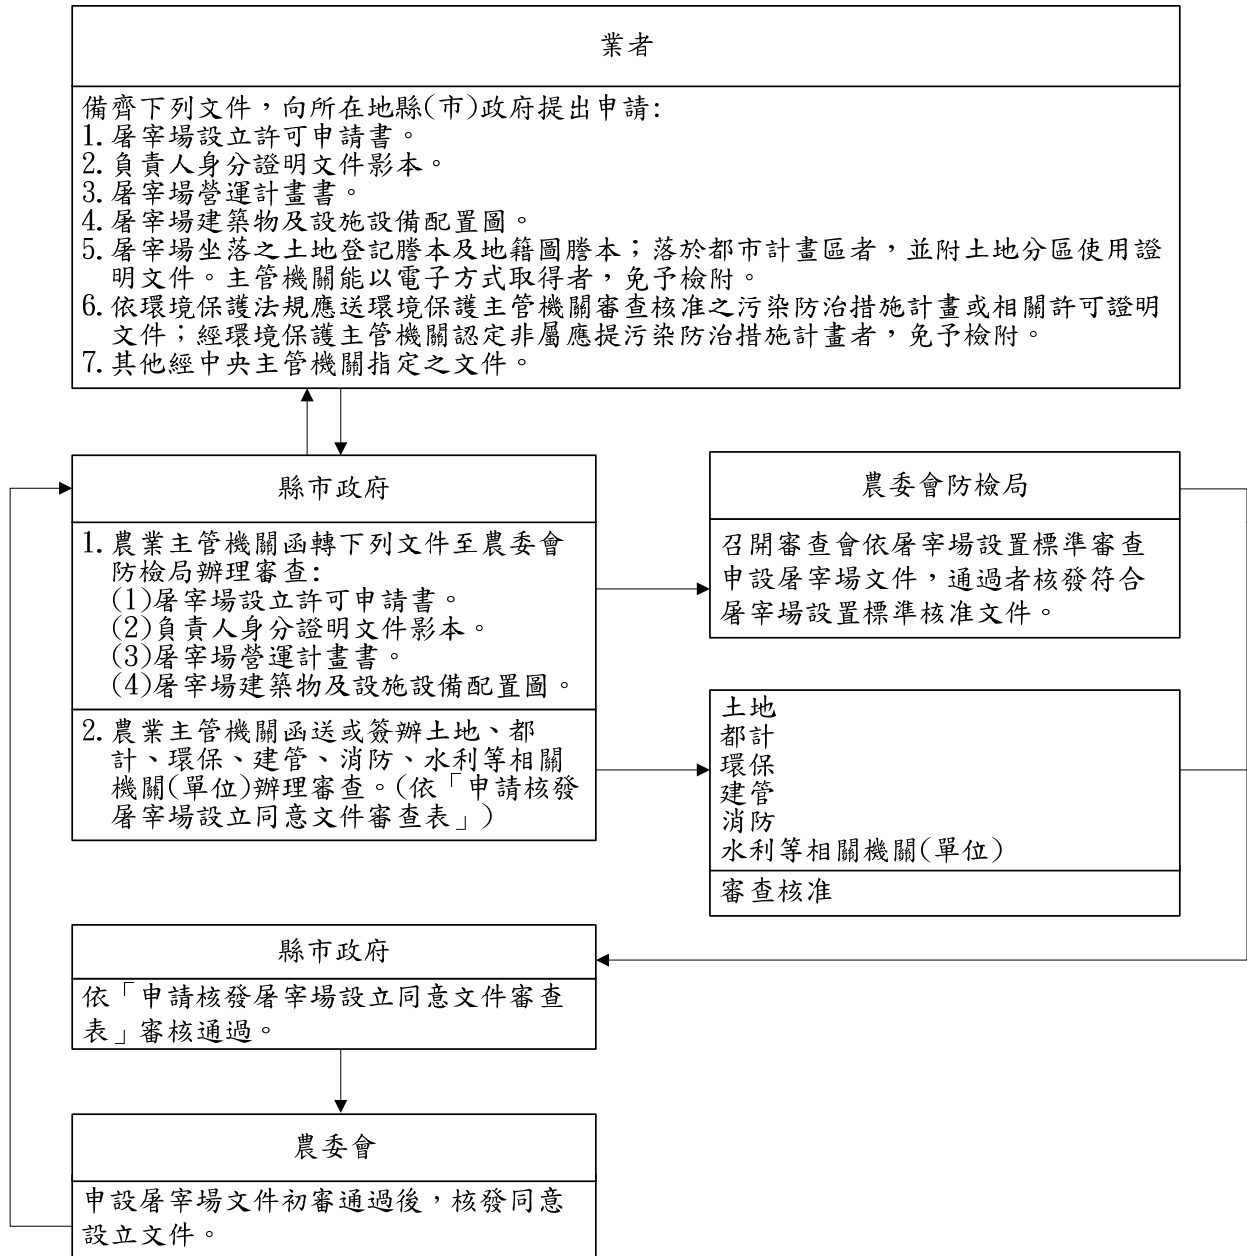 業者
備齊下列文件，向所在地縣(市)政府提出申請:
1. 屠宰場設立許可申請書。
2. 負責人身分證明文件影本。
3. 屠宰場營運計畫書。
4. 屠宰場建築物及設施設備配置圖。
5. 屠宰場坐落之土地登記謄本及地籍圖謄本；落於都市計畫區者，並附土地分區使用證
明文件。主管機關能以電子方式取得者，免予檢附。
6. 依環境保護法規應送環境保護主管機關審查核准之污染防治措施計畫或相關許可證明
文件；經環境保護主管機關認定非屬應提污染防治措施計畫者，免予檢附。
7. 其他經中央主管機關指定之文件。
縣市政府
1. 農業主管機關函轉下列文件至農委會
防檢局辦理審查:
(1)屠宰場設立許可申請書。
(2)負責人身分證明文件影本。
(3)屠宰場營運計畫書。
(4)屠宰場建築物及設施設備配置圖。
2. 農業主管機關函送或簽辦土地、都
計、環保、建管、消防、水利等相關
機關(單位)辦理審查。(依「申請核發
屠宰場設立同意文件審查表」)
農委會防檢局
召開審查會依屠宰場設置標準審查
申設屠宰場文件，通過者核發符合
屠宰場設置標準核准文件。
土地
都計
環保
建管
消防
水利等相關機關(單位)
審查核准
縣市政府
依「申請核發屠宰場設立同意文件審查
表」審核通過。
農委會
申設屠宰場文件初審通過後，核發同意
設立文件。